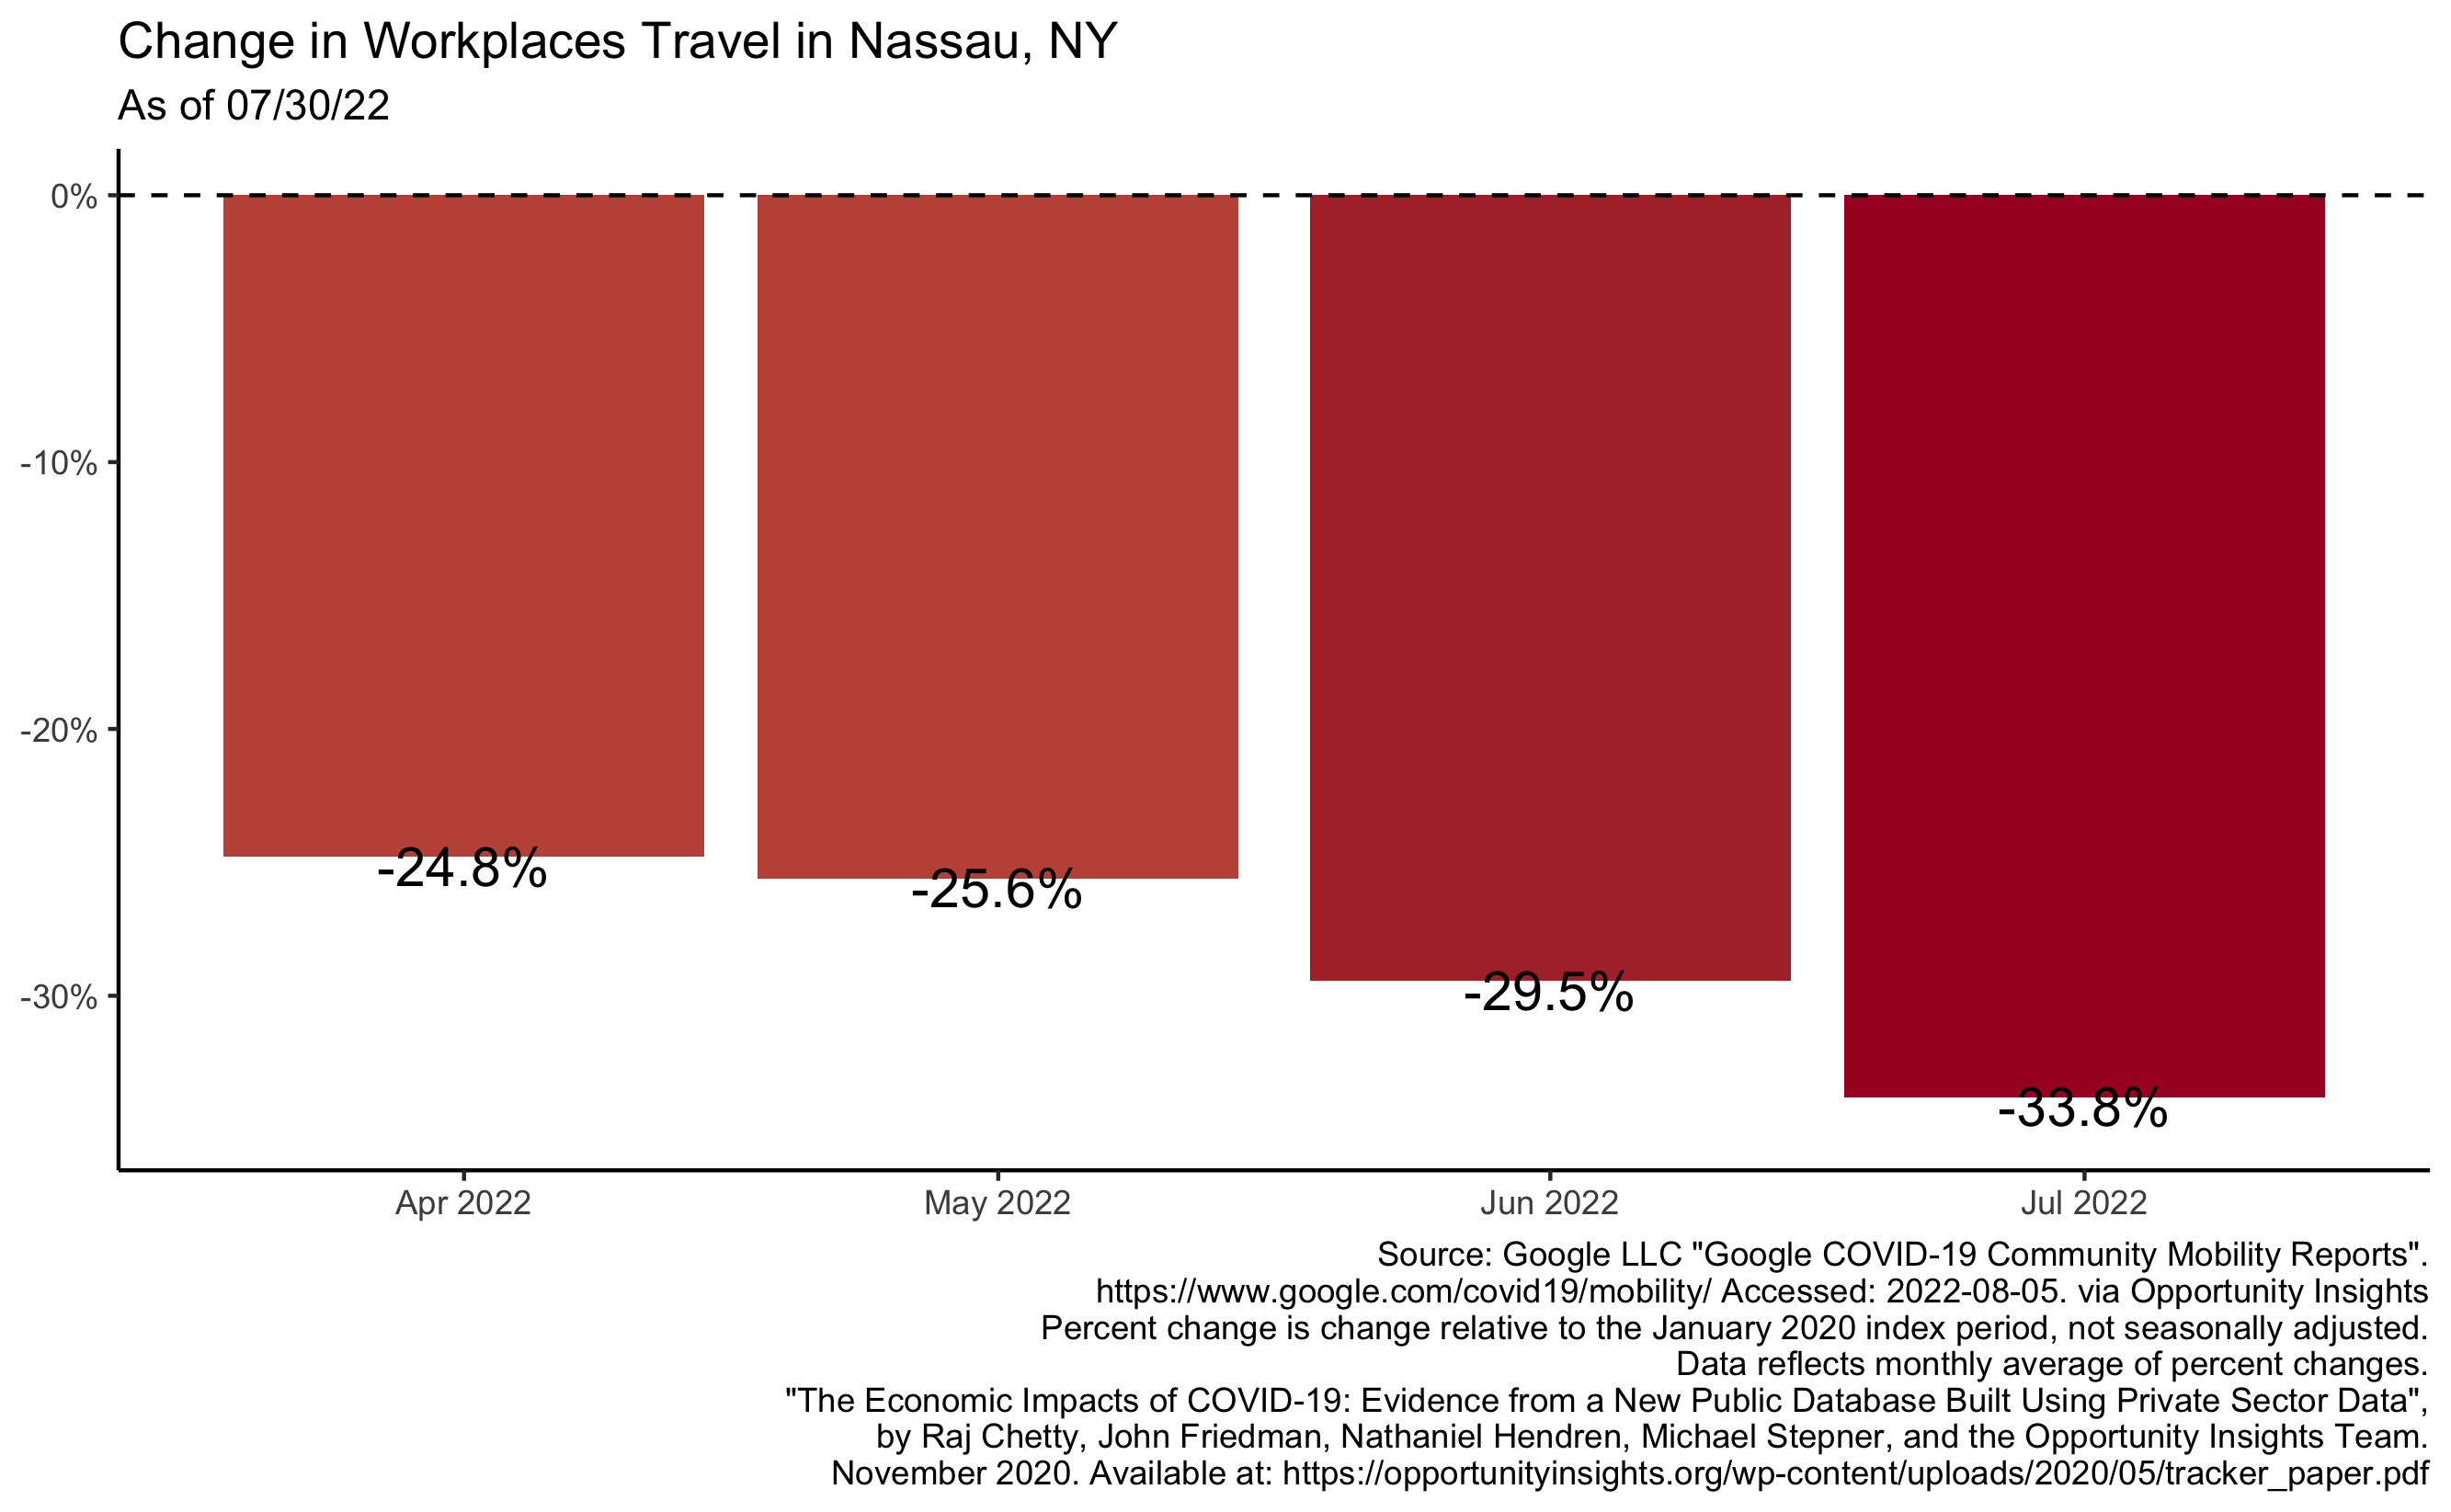 Change in Workplaces Travel in Nassau, NY
As of 07/30/22
0%
-10%
-20%
-30%
-24.8%
-25.6%
-29.5%
-33.8%
Apr 2022
May 2022
Jun 2022
Jul 2022
Source: Google LLC "Google COVID-19 Community Mobility Reports".
https://www.google.com/covid19/mobility/ Accessed: 2022-08-05. via Opportunity Insights
Percent change is change relative to the January 2020 index period, not seasonally adjusted.
Data reflects monthly average of percent changes.
"The Economic Impacts of COVID-19: Evidence from a New Public Database Built Using Private Sector Data",
by Raj Chetty, John Friedman, Nathaniel Hendren, Michael Stepner, and the Opportunity Insights Team.
November 2020. Available at: https://opportunityinsights.org/wp-content/uploads/2020/05/tracker_paper.pdf